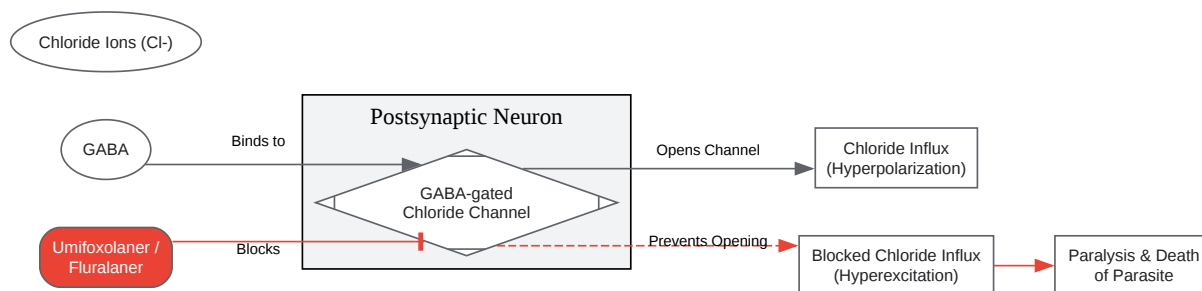 Chloride Ions (Cl-)
Postsynaptic Neuron
GABA
Binds to
GABA-gated
Chloride Channel
Opens Channel
Chloride Influx
(Hyperpolarization)
Umifoxolaner /
Fluralaner
Blocks
Prevents Opening
Blocked Chloride Influx
(Hyperexcitation)
Paralysis & Death
of Parasite